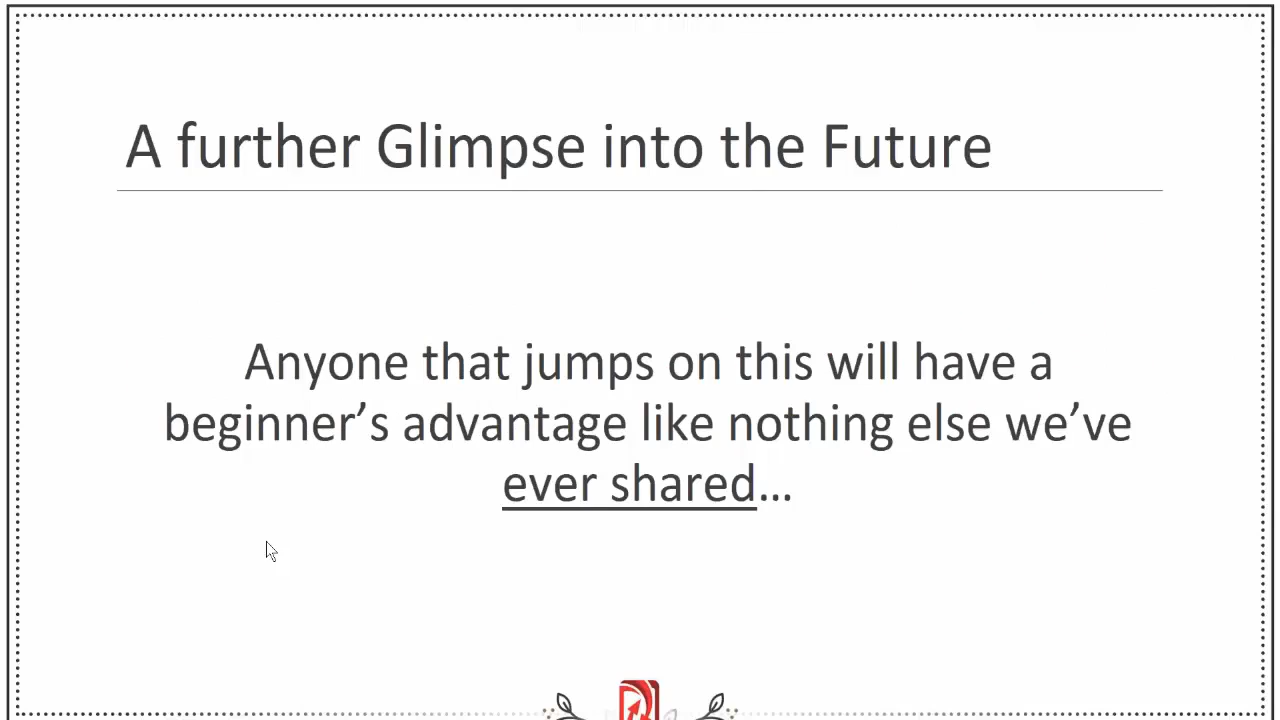 A further Glimpse into the Future
Anyone that jumps on this will have a
beginner’s advantage like nothing else we’ve
ever shared…